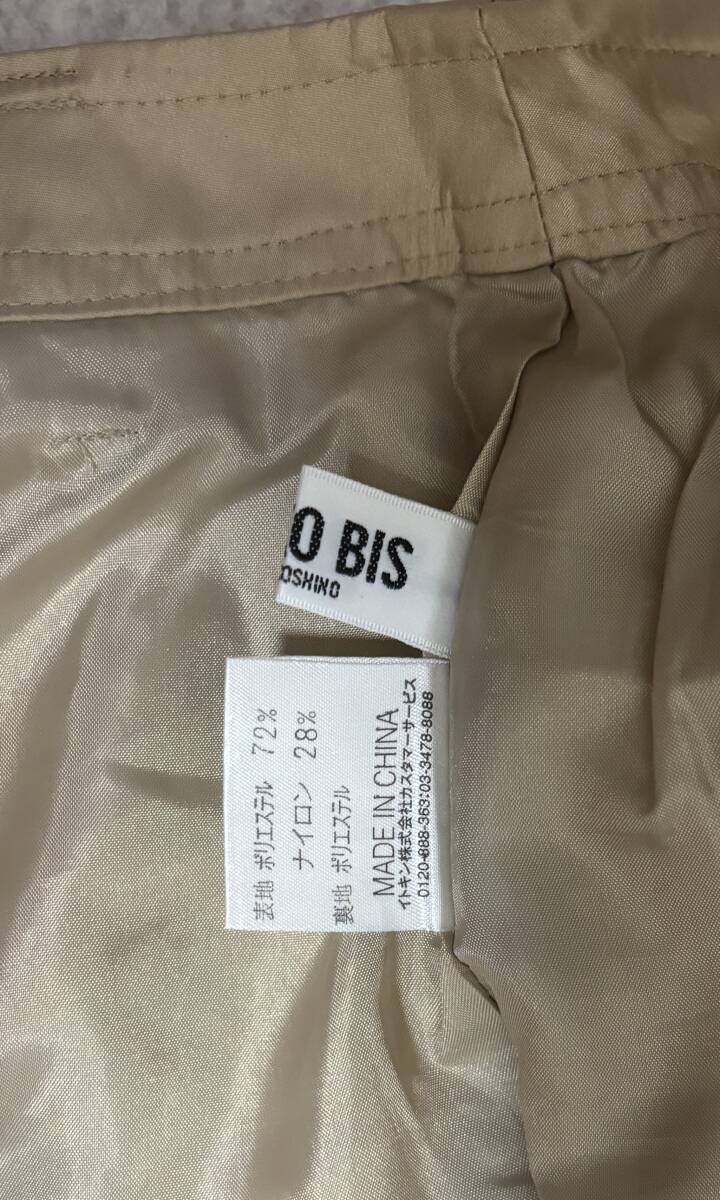 O BIS
OSHINO
表地 ポリエステル 72%
ナイロン 28%
裏地 ポリエステル
MADE IN CHINA
イトキン株式会社カスタマーサービス
0120-888-363:03-3478-8088